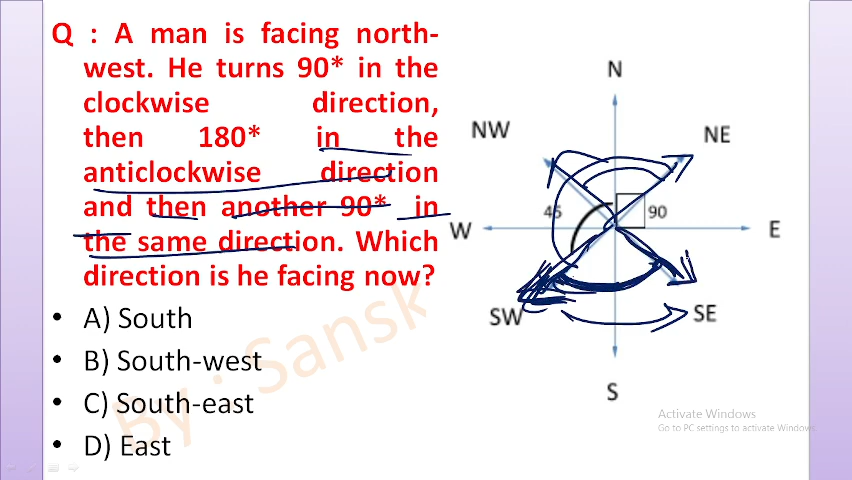 Q : A man is facing north-
west. He turns 90* in the
clockwise direction,
then 180* in the
anticlockwise direction
and then another 90* in
the same direction. Which
direction is he facing now?
• A) South
• B) South-west
• C) South-east
• D) East
N
NW
NE
45
90
W
E
SW
SE
S
By : Sansk
Activate Windows
Go to PC settings to activate Windows.